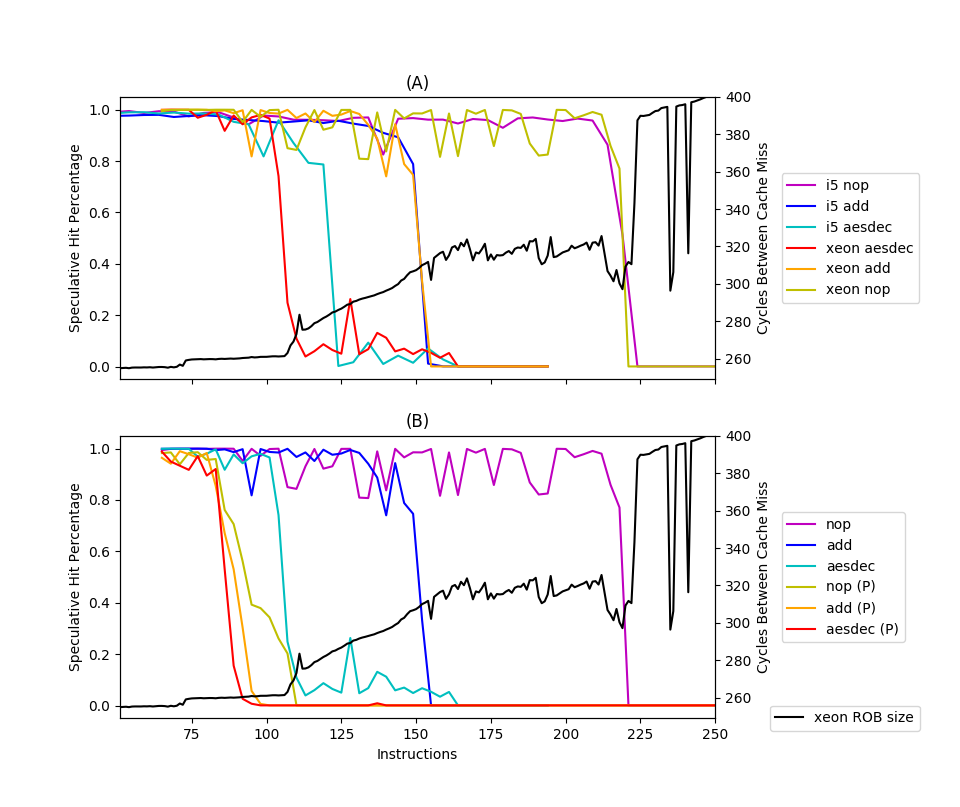 (A)
1.0
0.8
0.6
0.4
0.2
0.0
Speculative Hit Percentage
400
380
360
340
320
300
280
260
Cycles Between Cache Miss
i5 nop
i5 add
i5 aesdec
xeon aesdec
xeon add
xeon nop
(B)
1.0
0.8
0.6
0.4
0.2
0.0
Speculative Hit Percentage
400
380
360
340
320
300
280
260
Cycles Between Cache Miss
nop
add
aesdec
nop (P)
add (P)
aesdec (P)
xeon ROB size
75 100 125 150 175 200 225 250
Instructions